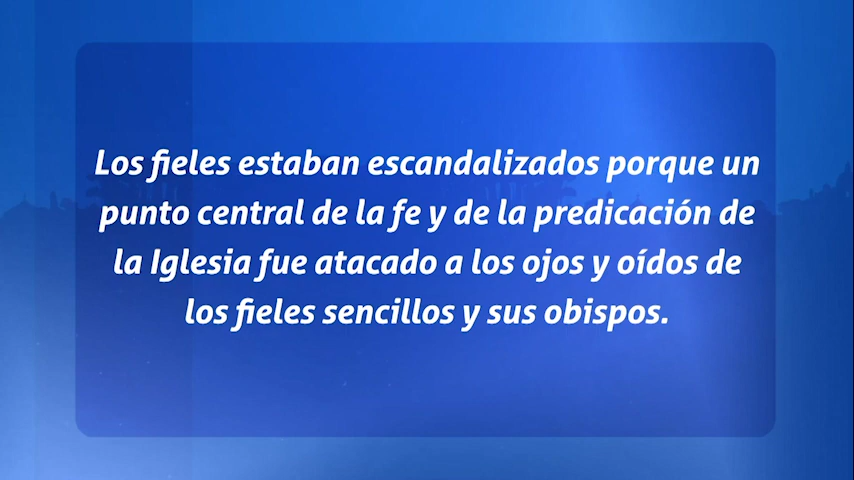 Los fieles estaban escandalizados porque un
punto central de la fe y de la predicación de
la Iglesia fue atacado a los ojos y oídos de
los fieles sencillos y sus obispos.